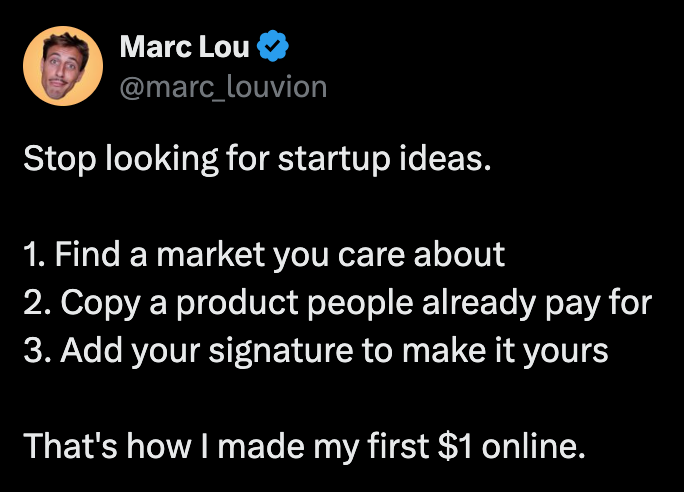 Marc Lou
@marc_louvion
Stop looking for startup ideas.
1. Find a market you care about
2. Copy a product people already pay for
3. Add your signature to make it yours
That's how I made my first $1 online.